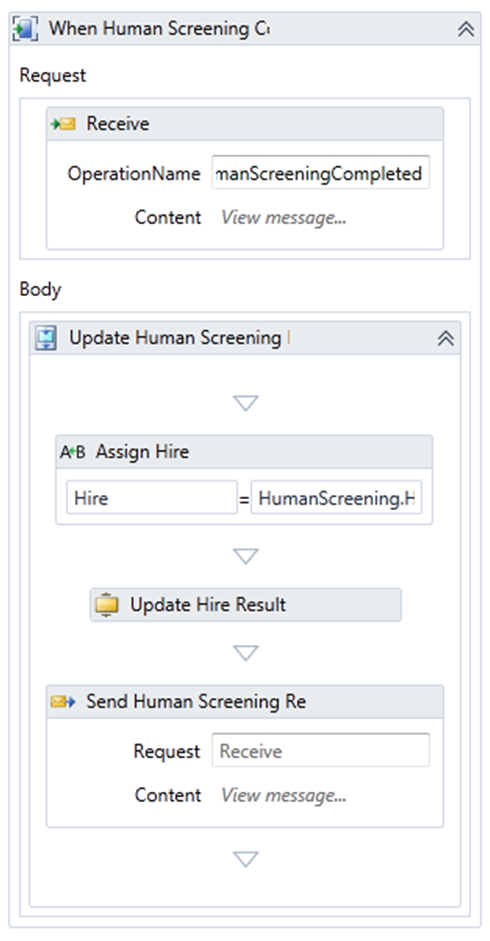 When Human Screening C
Request
Receive
OperationName manScreeningCompleted
Content View message...
Body
Update Human Screening
A+B Assign Hire
Hire = HumanScreening.H
Update Hire Result
Send Human Screening Re
Request Receive
Content View message...